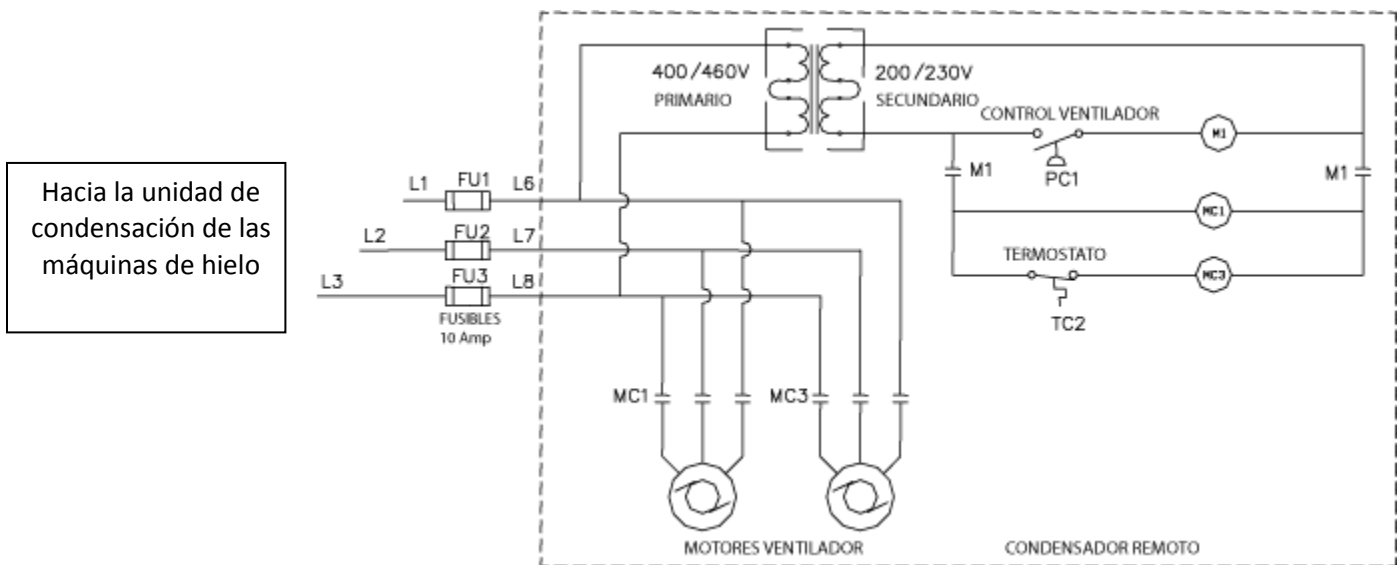 Hacia la unidad de
condensación de las
máquinas de hielo
400/460V
PRIMARIO
200/230V
SECUNDARIO
CONTROL VENTILADOR
M1
PC1
M1
M1
MC1
TERMOSTATO
MC3
TC2
L1
FU1
L6
L2
FU2
L7
L3
FU3
L8
FUSIBLES
10 Amp
MC1
MC3
MOTORES VENTILADOR
CONDENSADOR REMOTO